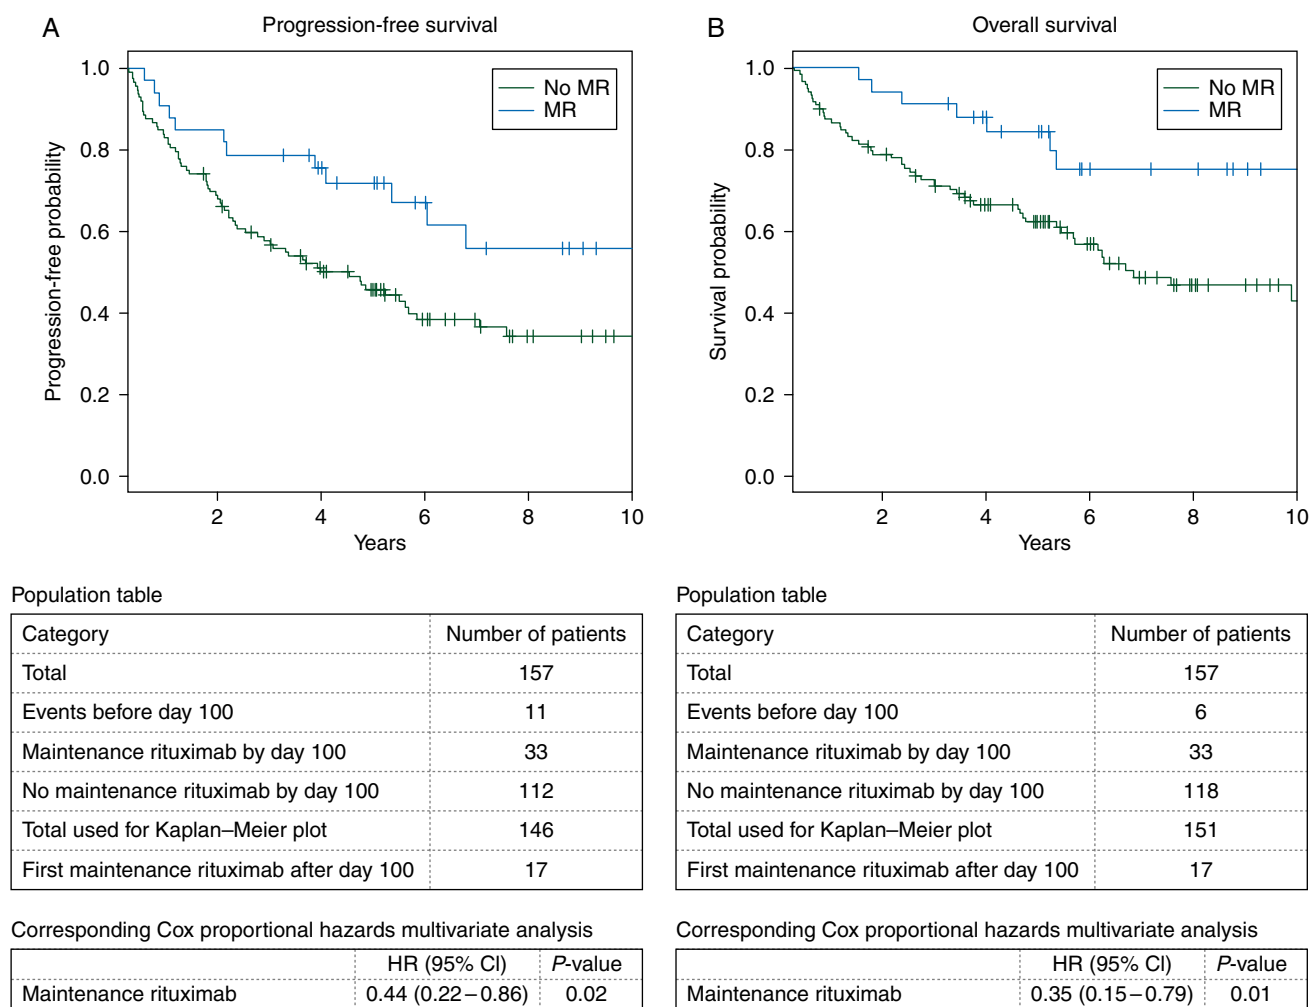 A
Progression-free survival
1.0
0.8
0.6
0.4
0.2
0.0
Progression-free probability
No MR
MR
2
4
6
8
10
Years
B
Overall survival
1.0
0.8
0.6
0.4
0.2
0.0
Survival probability
No MR
MR
2
4
6
8
10
Years
Population table
Category Number of patients
Total 157
Events before day 100 11
Maintenance rituximab by day 100 33
No maintenance rituximab by day 100 112
Total used for Kaplan–Meier plot 146
First maintenance rituximab after day 100 17
Corresponding Cox proportional hazards multivariate analysis
HR (95% CI) P-value
Maintenance rituximab 0.44 (0.22–0.86) 0.02
Population table
Category Number of patients
Total 157
Events before day 100 6
Maintenance rituximab by day 100 33
No maintenance rituximab by day 100 118
Total used for Kaplan–Meier plot 151
First maintenance rituximab after day 100 17
Corresponding Cox proportional hazards multivariate analysis
HR (95% CI) P-value
Maintenance rituximab 0.35 (0.15–0.79) 0.01